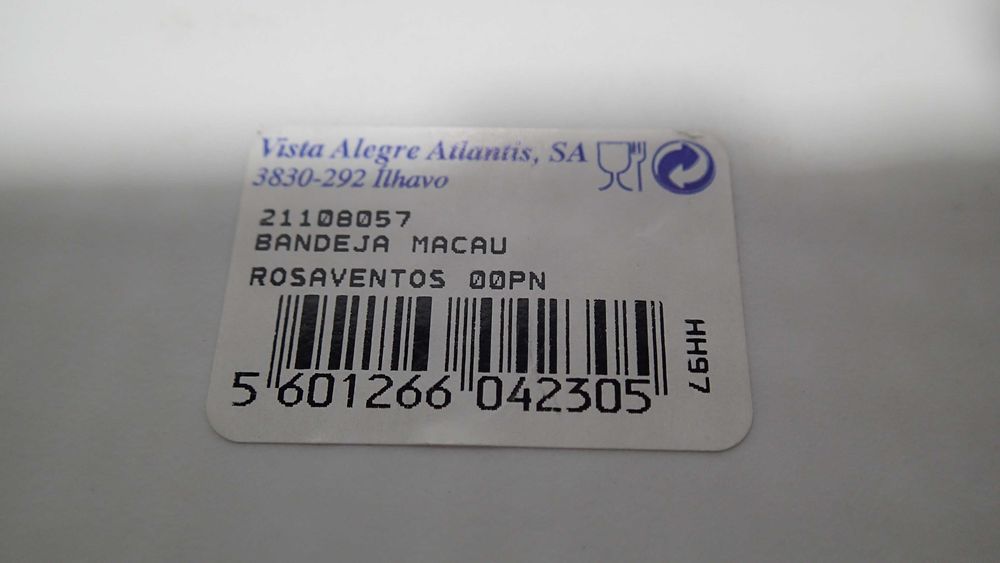 Vista Alegre Atlantis, SA
3830-292 Ílhavo
21108057
BANDEJA MACAU
ROSAVENTOS 00PN
HH97
5 601266 042305